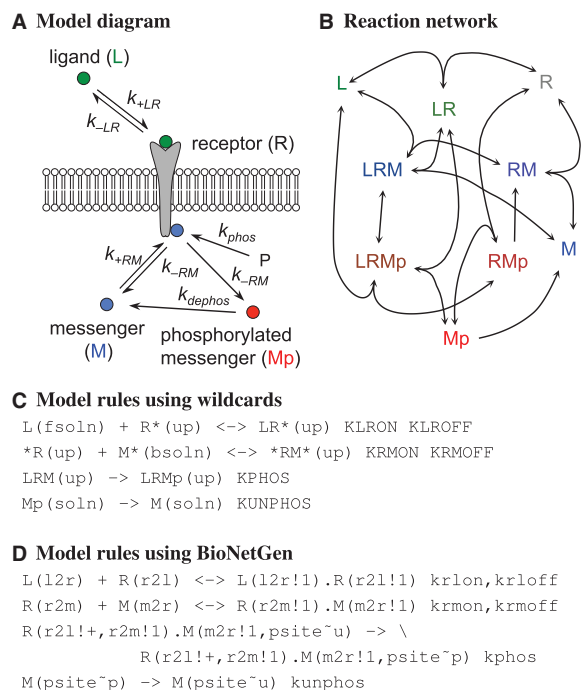 A Model diagram
ligand (L)
k+LR
k–LR
receptor (R)
kphos
P
k+RM
k–RM
k–RM
kdephos
messenger
(M)
phosphorylated
messenger (Mp)
B Reaction network
L
R
LR
LRM
RM
M
LRMp
RMp
Mp
C Model rules using wildcards
L(fsoln) + R*(up) <-> LR*(up) KLRON KLROFF
*R(up) + M*(bsoln) <-> *RM*(up) KRMON KRMOFF
LRM(up) -> LRMp(up) KPHOS
Mp(soln) -> M(soln) KUNPHOS
D Model rules using BioNetGen
L(l2r) + R(r2l) <-> L(l2r!1).R(r2l!1) krlon,krloff
R(r2m) + M(m2r) <-> R(r2m!1).M(m2r!1) krmon,krmoff
R(r2l!+,r2m!1).M(m2r!1,psite~u) -> \
R(r2l!+,r2m!1).M(m2r!1,psite~p) kphos
M(psite~p) -> M(psite~u) kunphos